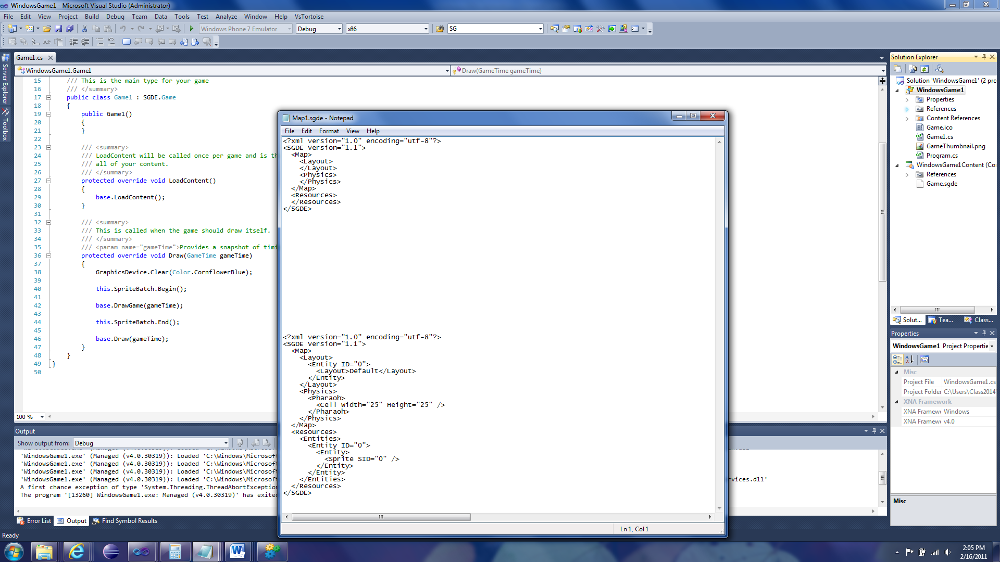 WindowsGame1 - Microsoft Visual Studio (Administrator)
File Edit View Project Build Debug Team Data Tools Test Analyze Window Help VsTortoise
Windows Phone 7 Emulator Debug x86 SG
Game1.cs
WindowsGame1.Game1 Draw(GameTime gameTime)
Server Explorer
Toolbox
15 /// This is the main type for your game
16 /// </summary>
17 public class Game1 : SGDE.Game
18 {
19 public Game1()
20 {
21 }
22
23 /// <summary>
24 /// LoadContent will be called once per game and is th
25 /// all of your content.
26 /// </summary>
27 protected override void LoadContent()
28 {
29 base.LoadContent();
30 }
31
32 /// <summary>
33 /// This is called when the game should draw itself.
34 /// </summary>
35 /// <param name="gameTime">Provides a snapshot of timi
36 protected override void Draw(GameTime gameTime)
37 {
38 GraphicsDevice.Clear(Color.CornflowerBlue);
39
40 this.SpriteBatch.Begin();
41
42 base.DrawGame(gameTime);
43
44 this.SpriteBatch.End();
45
46 base.Draw(gameTime);
47 }
48 }
49 }
50
100 %
Map1.sgde - Notepad
File Edit Format View Help
<?xml version="1.0" encoding="utf-8"?>
<SGDE Version="1.1">
<Map>
<Layout>
</Layout>
<Physics>
</Physics>
</Map>
<Resources>
</Resources>
</SGDE>
<?xml version="1.0" encoding="utf-8"?>
<SGDE Version="1.1">
<Map>
<Layout>
<Entity ID="0">
<Layout>Default</Layout>
</Entity>
</Layout>
<Physics>
<Pharaoh>
<Cell Width="25" Height="25" />
</Pharaoh>
</Physics>
</Map>
<Resources>
<Entities>
<Entity ID="0">
<Entity>
<Sprite SID="0" />
</Entity>
</Entity>
</Entities>
</Resources>
</SGDE>
Ln 1, Col 1
Output
Show output from: Debug
'WindowsGame1.exe' (Managed (v4.0.30319)): Loaded 'C:\Windows\Microsof
'WindowsGame1.exe' (Managed (v4.0.30319)): Loaded 'C:\Windows\Microsof
'WindowsGame1.exe' (Managed (v4.0.30319)): Loaded 'C:\Windows\Microsof
'WindowsGame1.exe' (Managed (v4.0.30319)): Loaded 'C:\Windows\Microsof rvices.dll'
A first chance exception of type 'System.Threading.ThreadAbortException
The program '[13260] WindowsGame1.exe: Managed (v4.0.30319)' has exite
Error List Output Find Symbol Results
Ready
Solution Explorer
Solution 'WindowsGame1' (2 pro
WindowsGame1
Properties
References
Content References
Game.ico
Game1.cs
GameThumbnail.png
Program.cs
WindowsGame1Content (Co
References
Game.sgde
Solut... Tea... Class...
Properties
WindowsGame1 Project Propertie
Misc
Project File WindowsGame1.cs
Project Folder C:\Users\Class2014'
XNA Framework
XNA Framewo Windows
XNA Framewo v4.0
Misc
2:05 PM
2/16/2011